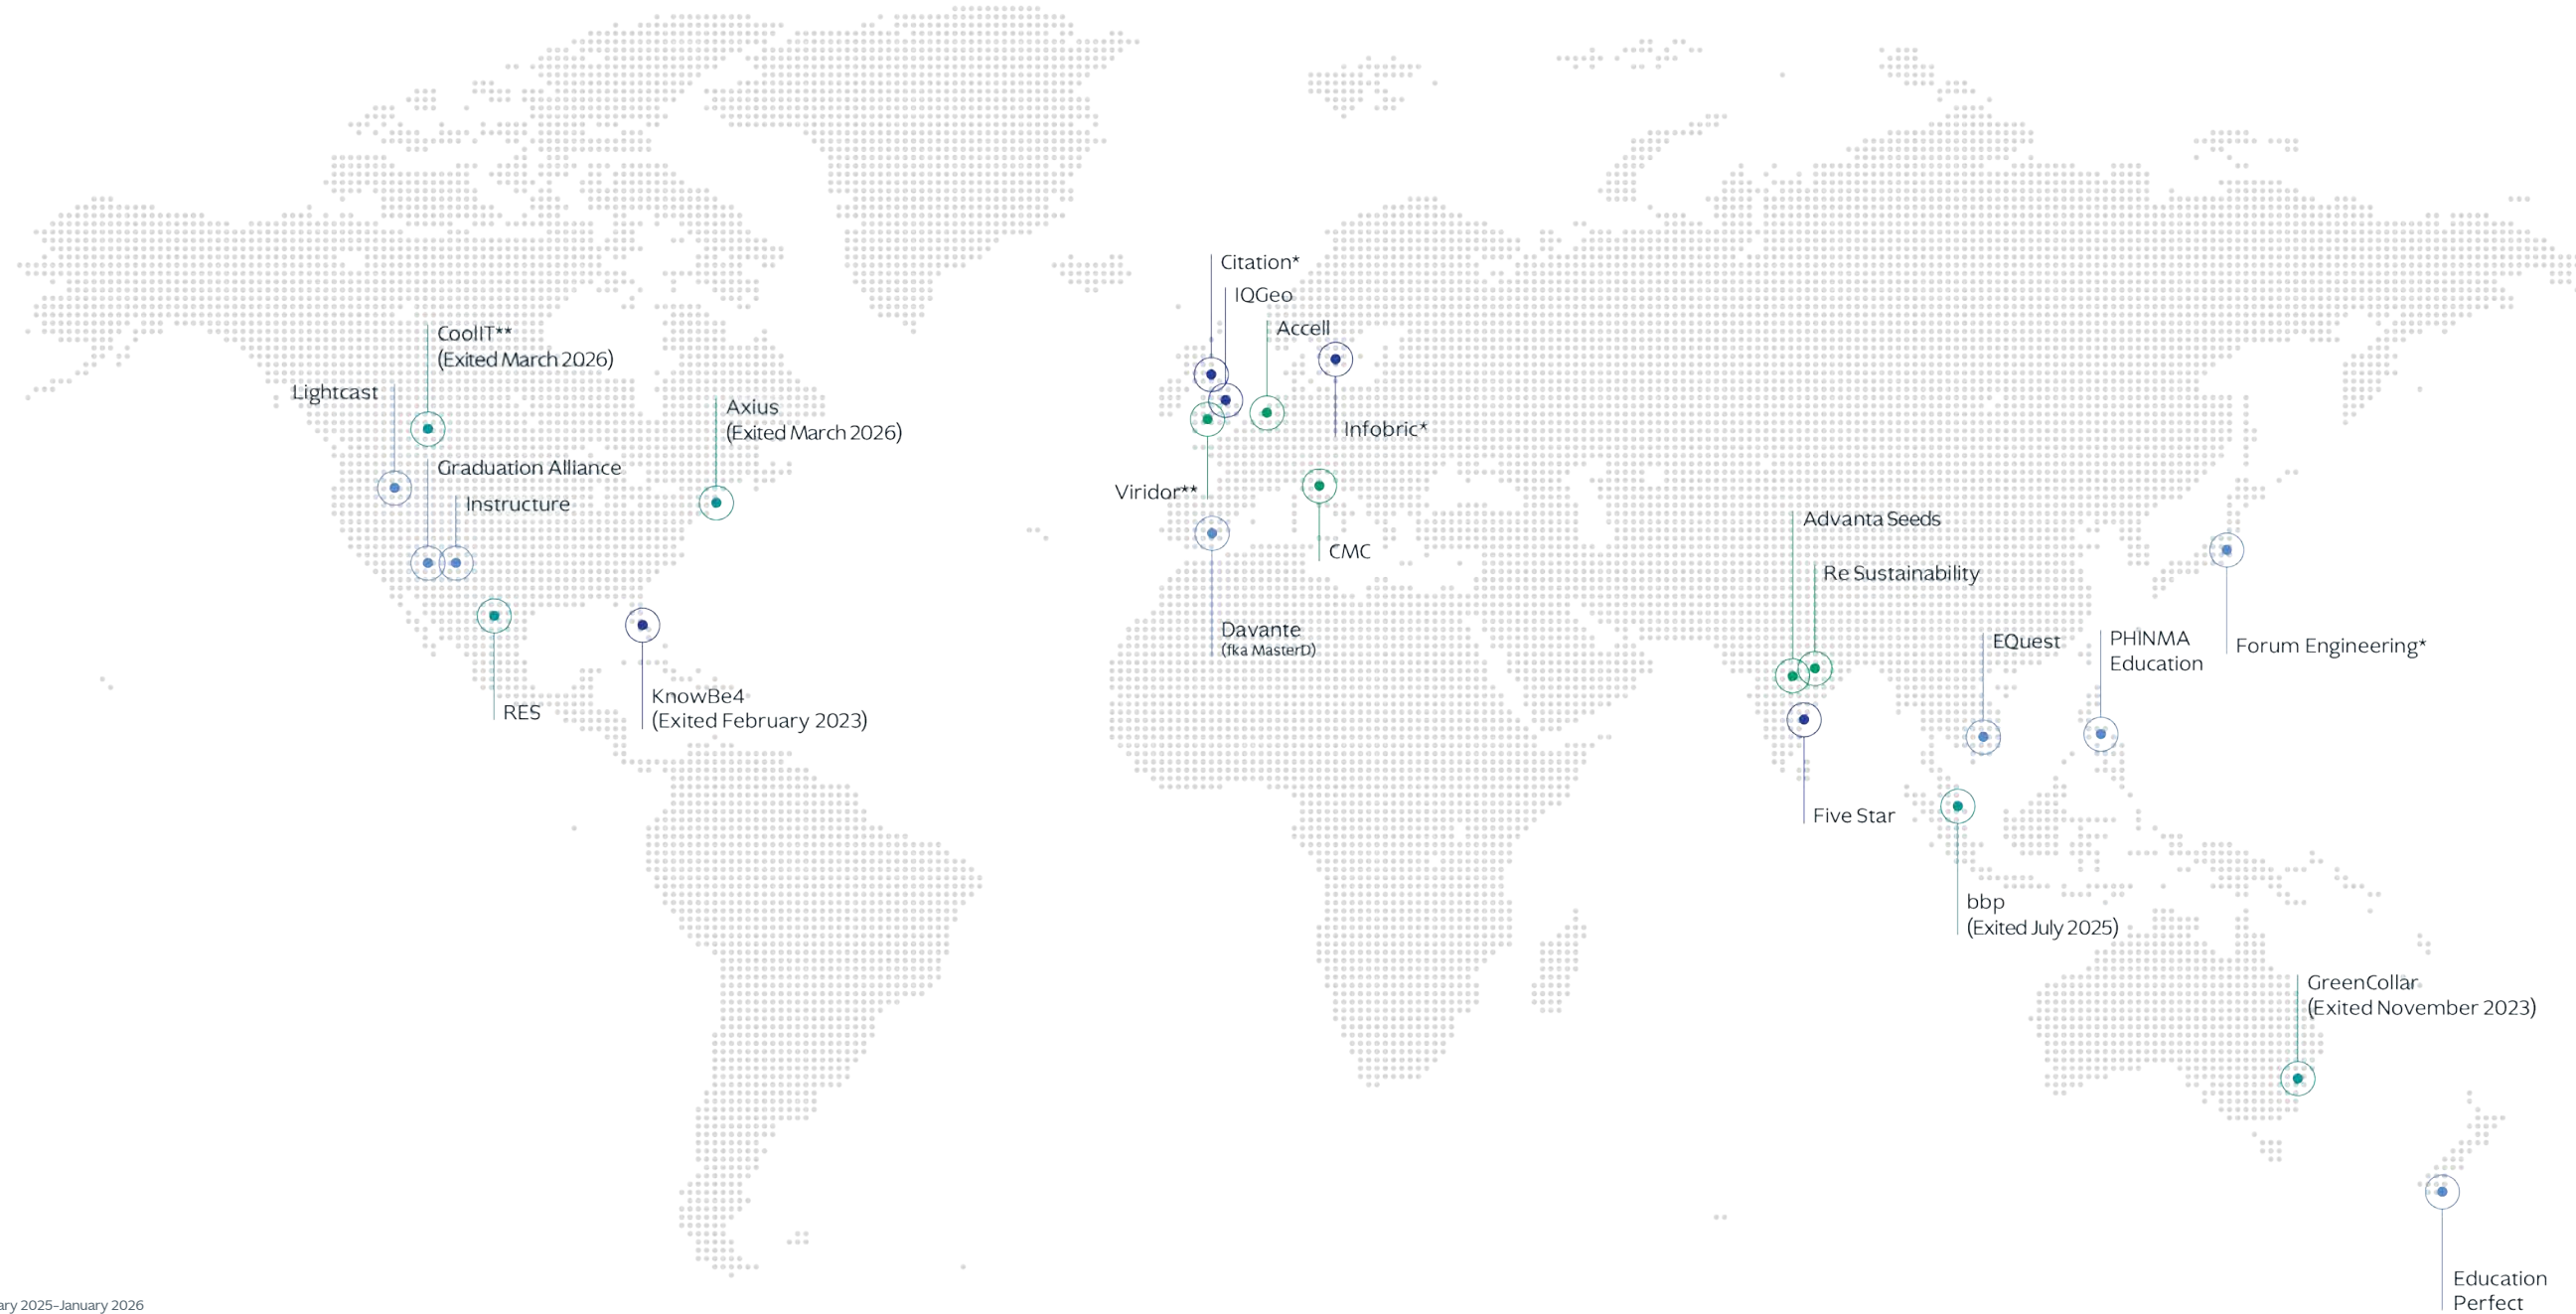 Citation*
IQGeo
Accell
CoolIT**
(Exited March 2026)
Lightcast
Axius
(Exited March 2026)
Infobric*
Graduation Alliance
Instructure
Viridor**
CMC
Advanta Seeds
Re Sustainability
Davante
(fka MasterD)
EQuest
PHINMA
Education
Forum Engineering*
RES
KnowBe4
(Exited February 2023)
Five Star
bbp
(Exited July 2025)
GreenCollar
(Exited November 2023)
Education
Perfect
2025-January 2026